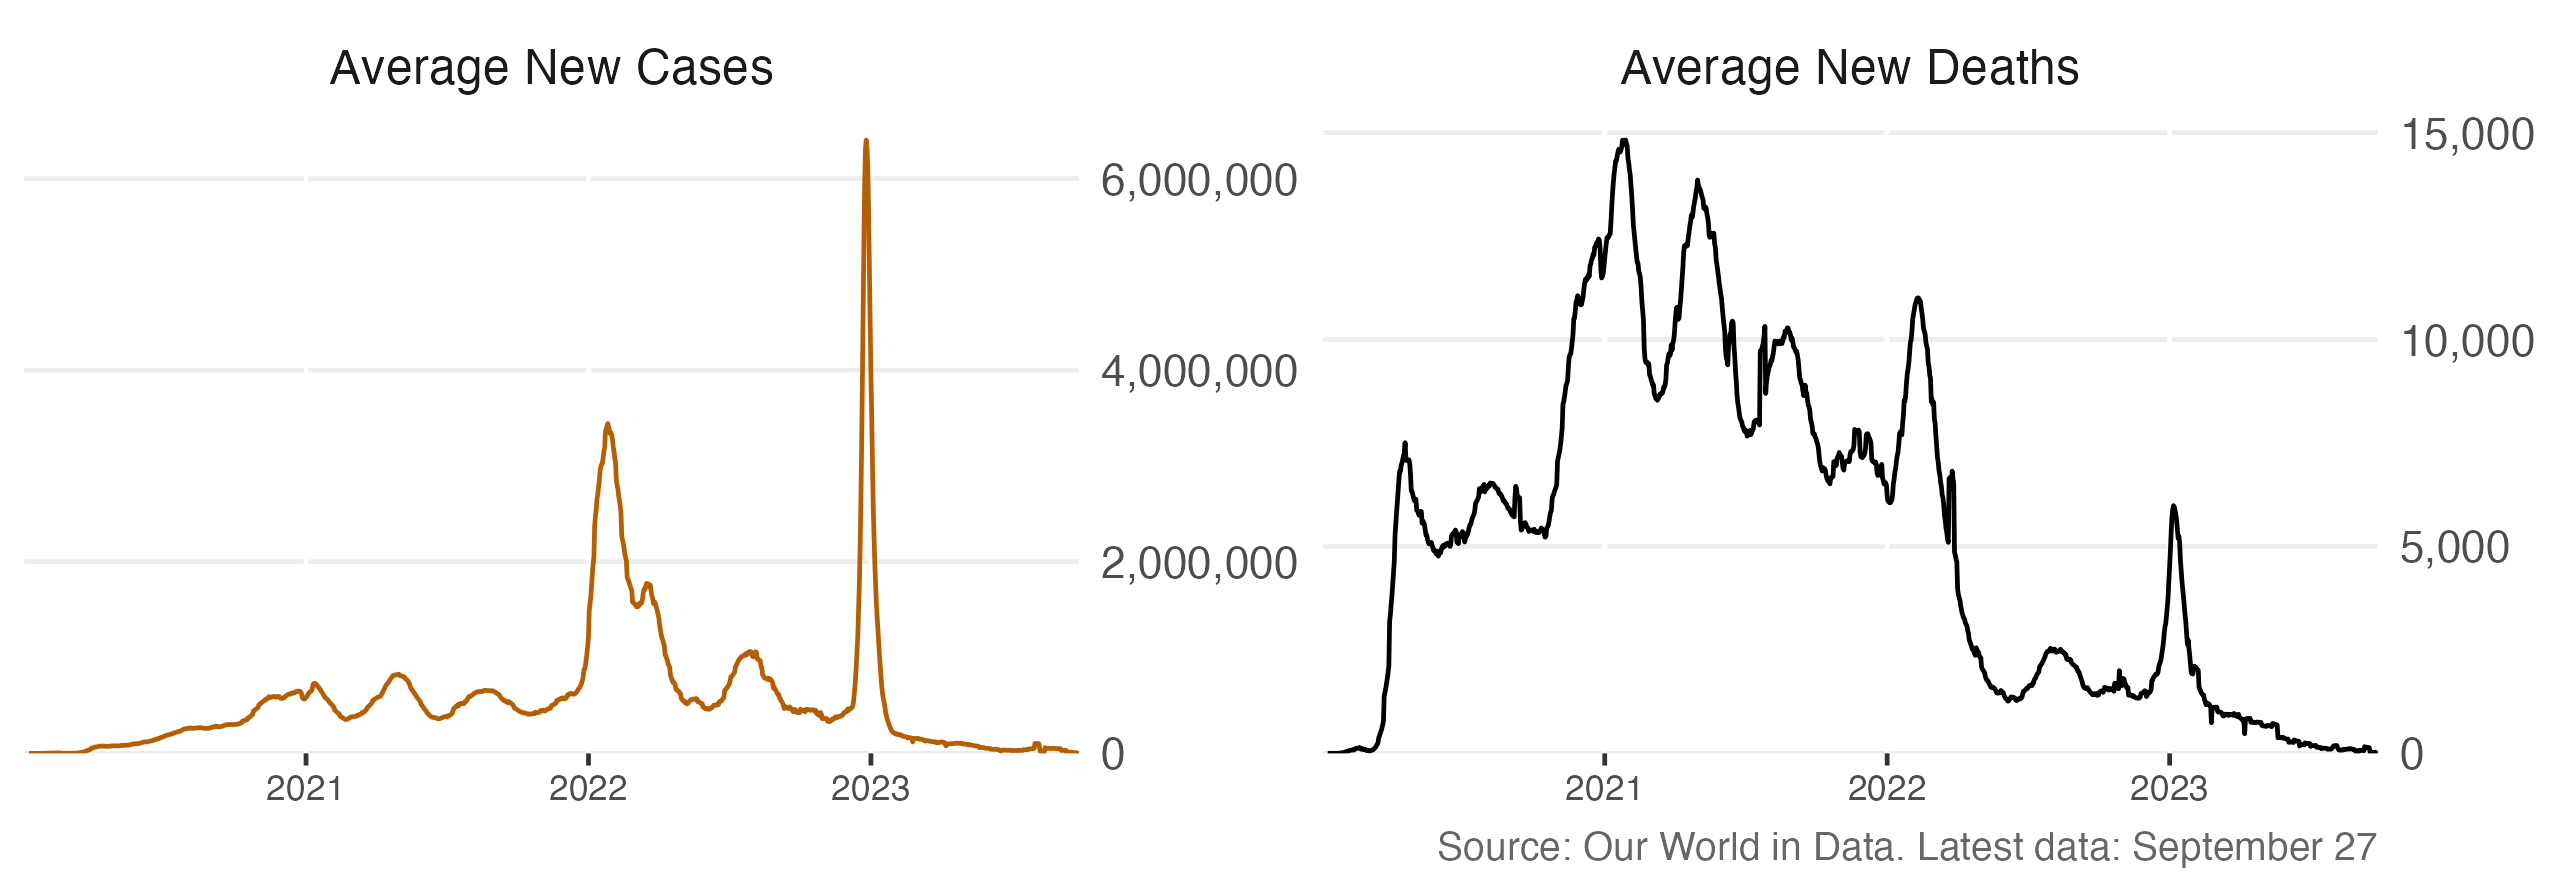 Average New Cases
6,000,000
4,000,000
2,000,000
0
2021 2022 2023
Average New Deaths
15,000
10,000
5,000
0
2021 2022 2023
Source: Our World in Data. Latest data: September 27